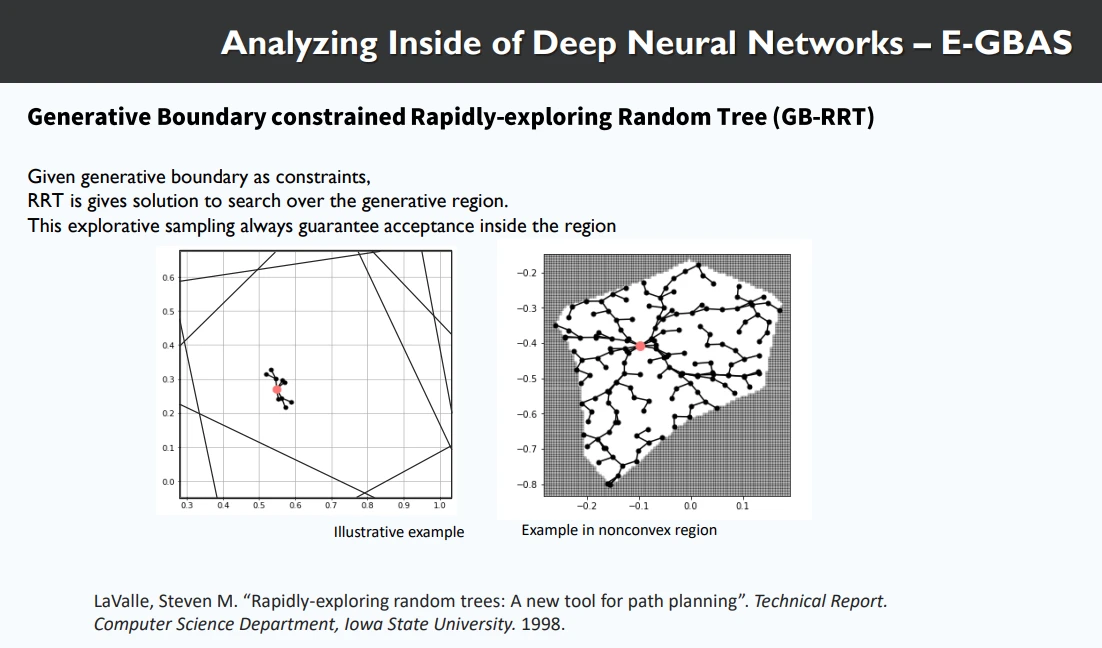 Analyzing Inside of Deep Neural Networks – E-GBAS
Generative Boundary constrained Rapidly-exploring Random Tree (GB-RRT)
Given generative boundary as constraints,
RRT is gives solution to search over the generative region.
This explorative sampling always guarantee acceptance inside the region
0.6
0.5
0.4
0.3
0.2
0.1
0.0
0.3 0.4 0.5 0.6 0.7 0.8 0.9 1.0
Illustrative example
−0.2
−0.3
−0.4
−0.5
−0.6
−0.7
−0.8
−0.2 −0.1 0.0 0.1
Example in nonconvex region
LaValle, Steven M. “Rapidly-exploring random trees: A new tool for path planning”. Technical Report.
Computer Science Department, Iowa State University. 1998.